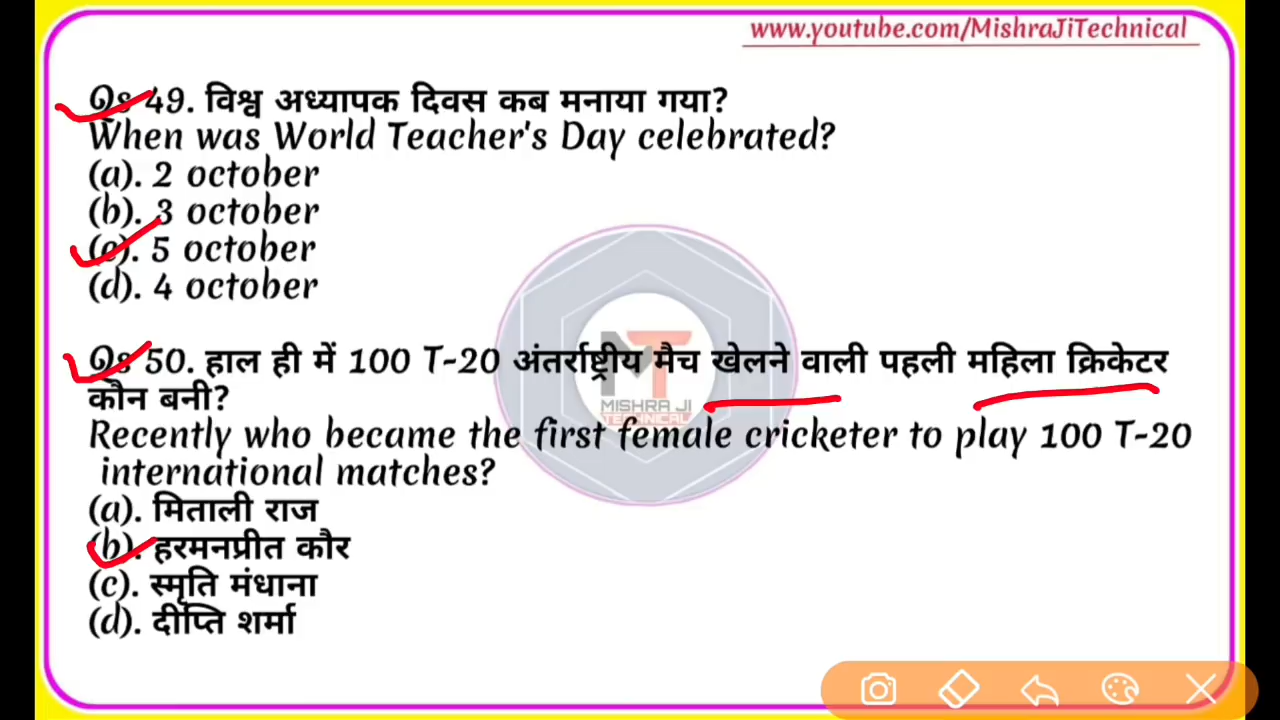 www.youtube.com/MishraJiTechnical
Qs 49. विश्व अध्यापक दिवस कब मनाया गया?
When was World Teacher's Day celebrated?
(a). 2 october
(b). 3 october
(c). 5 october
(d). 4 october
Qs 50. हाल ही में 100 T-20 अंतर्राष्ट्रीय मैच खेलने वाली पहली महिला क्रिकेटर
कौन बनी?
MISHRA JI
TECHNICAL
Recently who became the first female cricketer to play 100 T-20
international matches?
(a). मिताली राज
(b). हरमनप्रीत कौर
(c). स्मृति मंधाना
(d). दीप्ति शर्मा